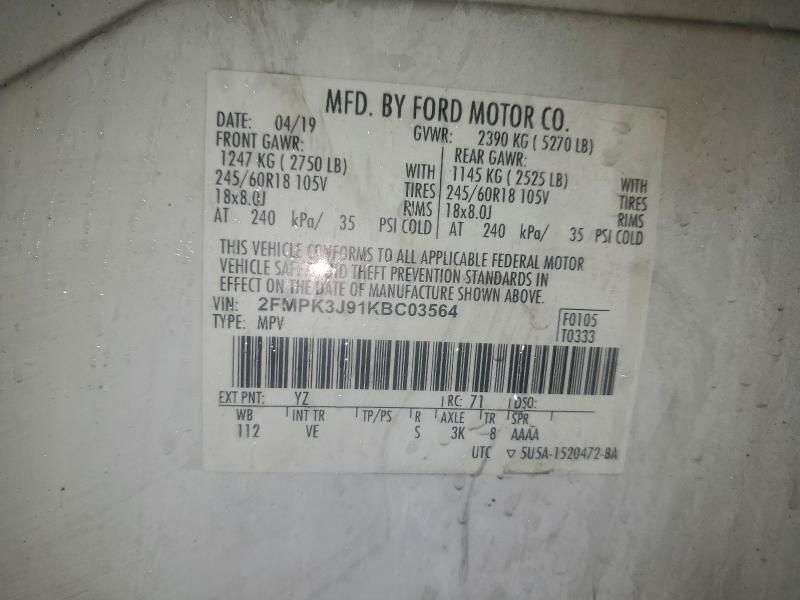 MFD. BY FORD MOTOR CO.
DATE: 04/19 GVWR: 2390 KG ( 5270 LB)
FRONT GAWR: REAR GAWR:
1247 KG ( 2750 LB) WITH 1145 KG ( 2525 LB) WITH
245/60R18 105V TIRES 245/60R18 105V TIRES
18x8.0J RIMS 18x8.0J RIMS
AT 240 kPa/ 35 PSI COLD AT 240 kPa/ 35 PSI COLD
THIS VEHICLE CONFORMS TO ALL APPLICABLE FEDERAL MOTOR
VEHICLE SAFETY AND THEFT PREVENTION STANDARDS IN
EFFECT ON THE DATE OF MANUFACTURE SHOWN ABOVE.
VIN: 2FMPK3J91KBC03564 F0105
TYPE: MPV T0333
EXT PNT: YZ RC: 71 DSO:
WB INT TR TP/PS R AXLE TR SPR
112 VE S 3K 8 AAAA
UTC ▽ 5U5A-1520472-BA